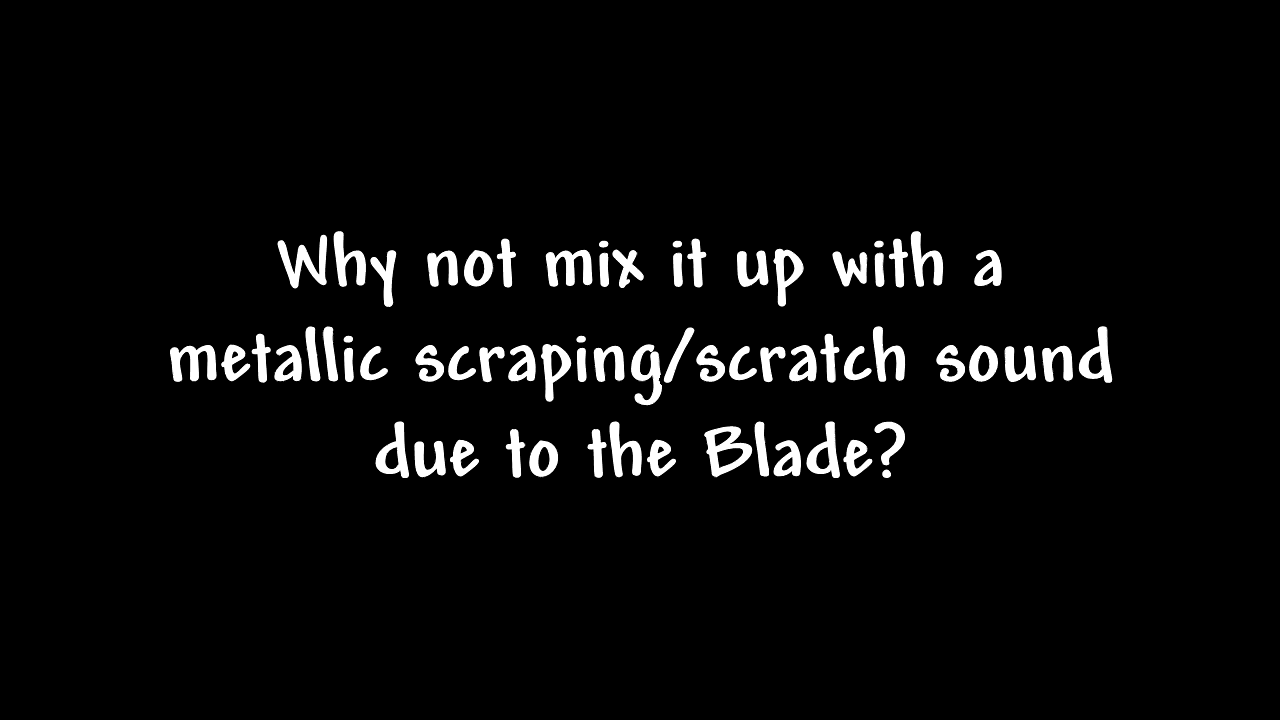 Why not mix it up with a
metallic scraping/scratch sound
due to the Blade?